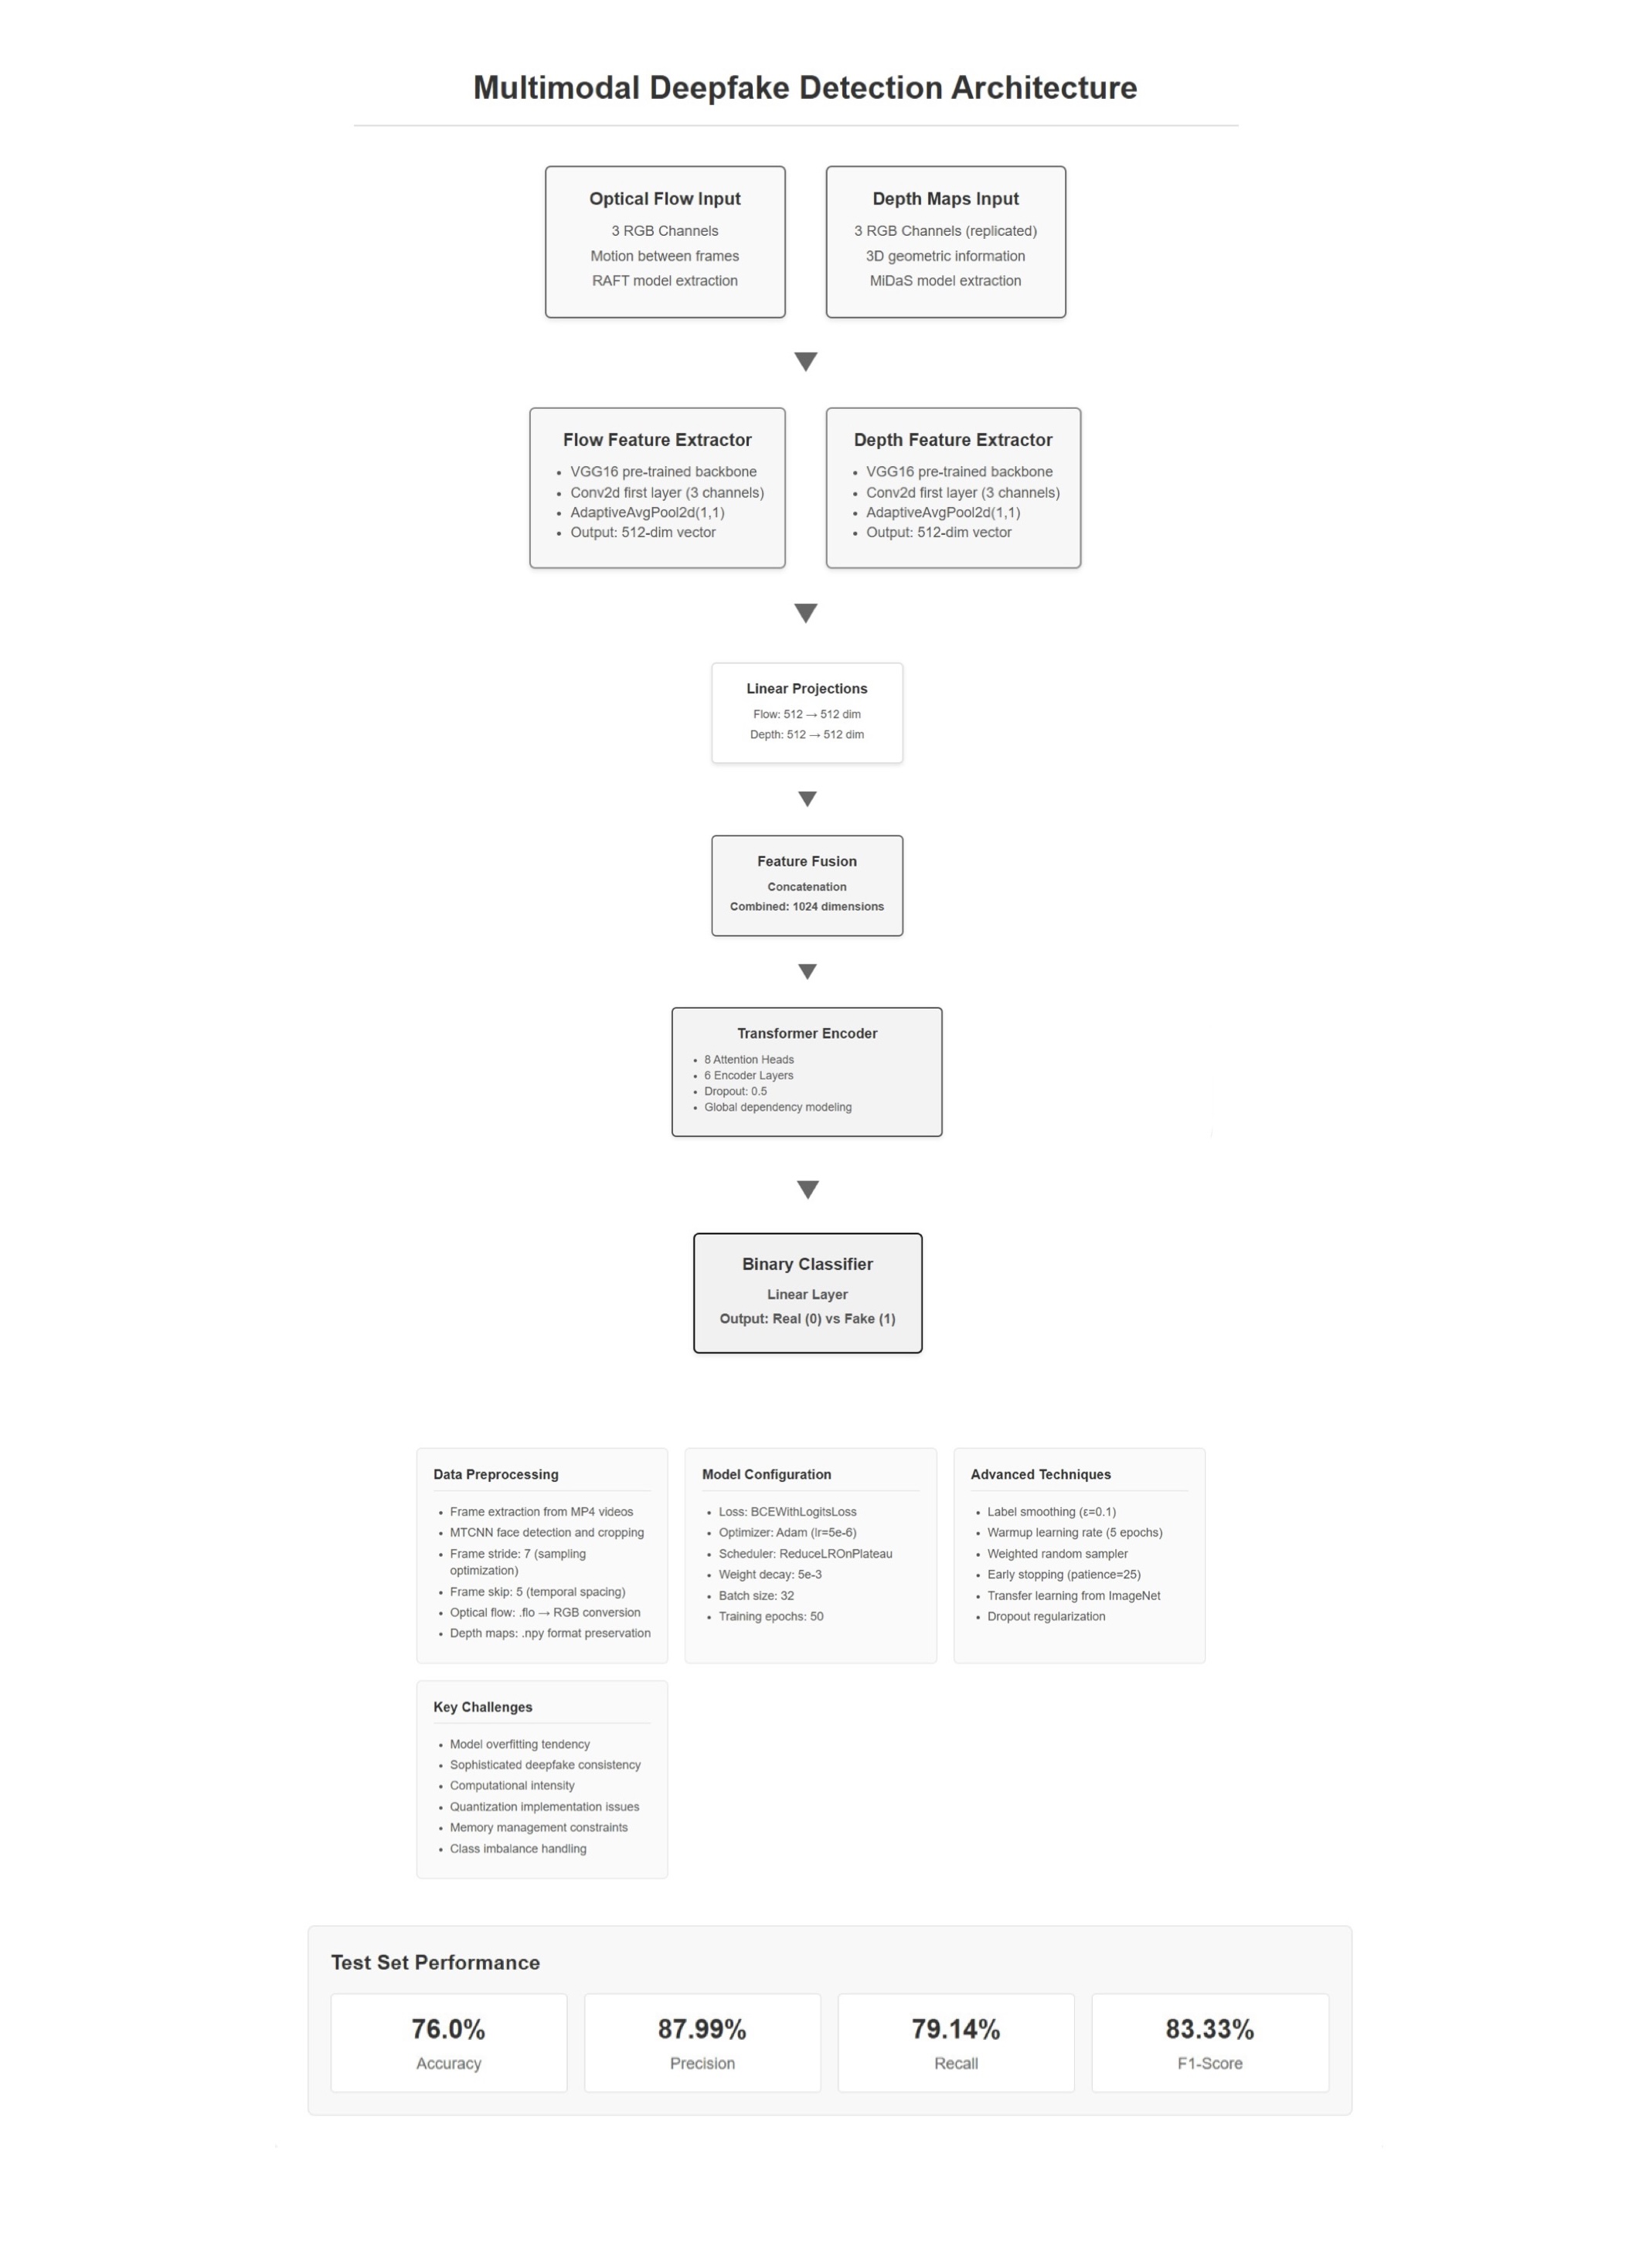 Multimodal Deepfake Detection Architecture
Optical Flow Input
3 RGB Channels
Motion between frames
RAFT model extraction
Depth Maps Input
3 RGB Channels (replicated)
3D geometric information
MiDaS model extraction
Flow Feature Extractor
• VGG16 pre-trained backbone
• Conv2d first layer (3 channels)
• AdaptiveAvgPool2d(1,1)
• Output: 512-dim vector
Depth Feature Extractor
• VGG16 pre-trained backbone
• Conv2d first layer (3 channels)
• AdaptiveAvgPool2d(1,1)
• Output: 512-dim vector
Linear Projections
Flow: 512 → 512 dim
Depth: 512 → 512 dim
Feature Fusion
Concatenation
Combined: 1024 dimensions
Transformer Encoder
• 8 Attention Heads
• 6 Encoder Layers
• Dropout: 0.5
• Global dependency modeling
Binary Classifier
Linear Layer
Output: Real (0) vs Fake (1)
Data Preprocessing
• Frame extraction from MP4 videos
• MTCNN face detection and cropping
• Frame stride: 7 (sampling
optimization)
• Frame skip: 5 (temporal spacing)
• Optical flow: .flo → RGB conversion
• Depth maps: .npy format preservation
Model Configuration
• Loss: BCEWithLogitsLoss
• Optimizer: Adam (lr=5e-6)
• Scheduler: ReduceLROnPlateau
• Weight decay: 5e-3
• Batch size: 32
• Training epochs: 50
Advanced Techniques
• Label smoothing (ε=0.1)
• Warmup learning rate (5 epochs)
• Weighted random sampler
• Early stopping (patience=25)
• Transfer learning from ImageNet
• Dropout regularization
Key Challenges
• Model overfitting tendency
• Sophisticated deepfake consistency
• Computational intensity
• Quantization implementation issues
• Memory management constraints
• Class imbalance handling
Test Set Performance
76.0%
Accuracy
87.99%
Precision
79.14%
Recall
83.33%
F1-Score